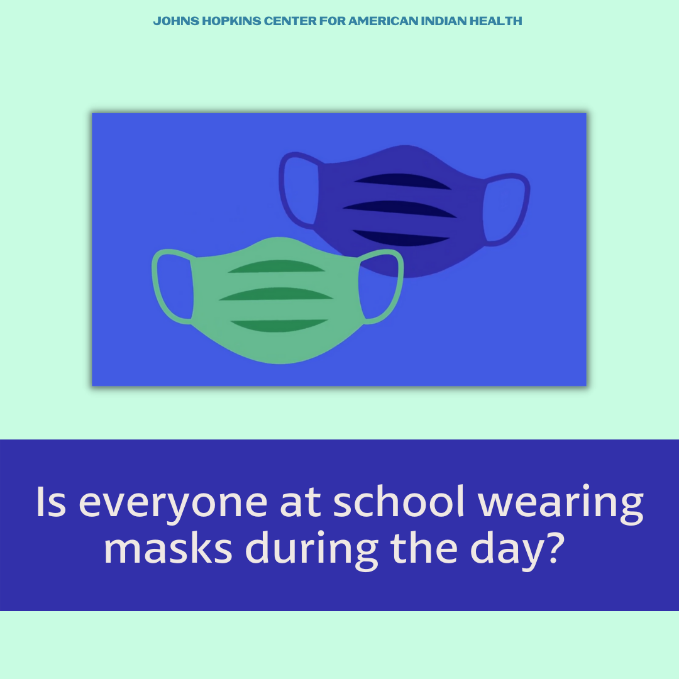 JOHNS HOPKINS CENTER FOR AMERICAN INDIAN HEALTH
Is everyone at school wearing
masks during the day?